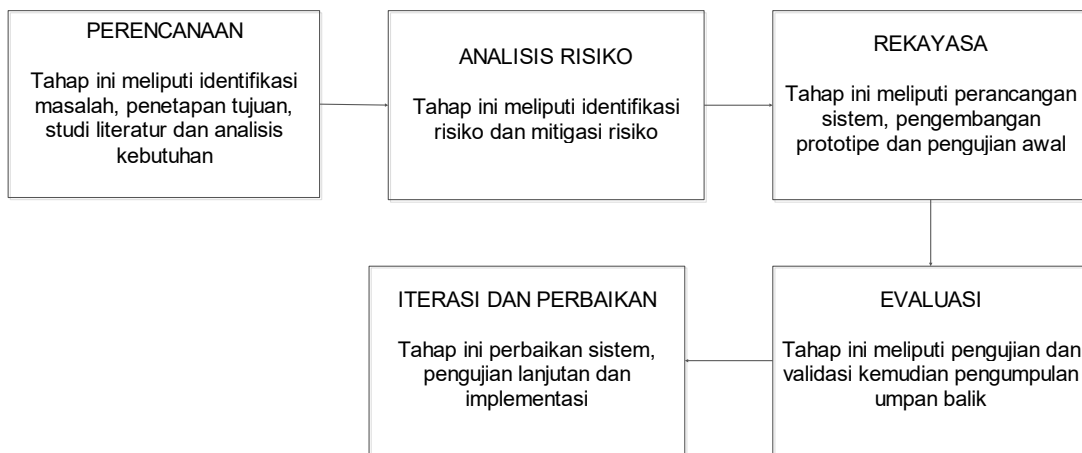 PERENCANAAN
Tahap ini meliputi identifikasi
masalah, penetapan tujuan,
studi literatur dan analisis
kebutuhan
ANALISIS RISIKO
Tahap ini meliputi identifikasi
risiko dan mitigasi risiko
REKAYASA
Tahap ini meliputi perancangan
sistem, pengembangan
prototipe dan pengujian awal
EVALUASI
Tahap ini meliputi pengujian dan
validasi kemudian pengumpulan
umpan balik
ITERASI DAN PERBAIKAN
Tahap ini perbaikan sistem,
pengujian lanjutan dan
implementasi